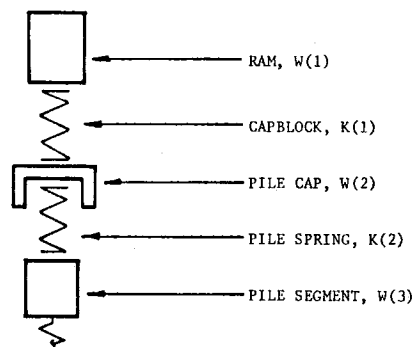 RAM, W(1)
CAPBLOCK, K(1)
PILE CAP, W(2)
PILE SPRING, K(2)
PILE SEGMENT, W(3)